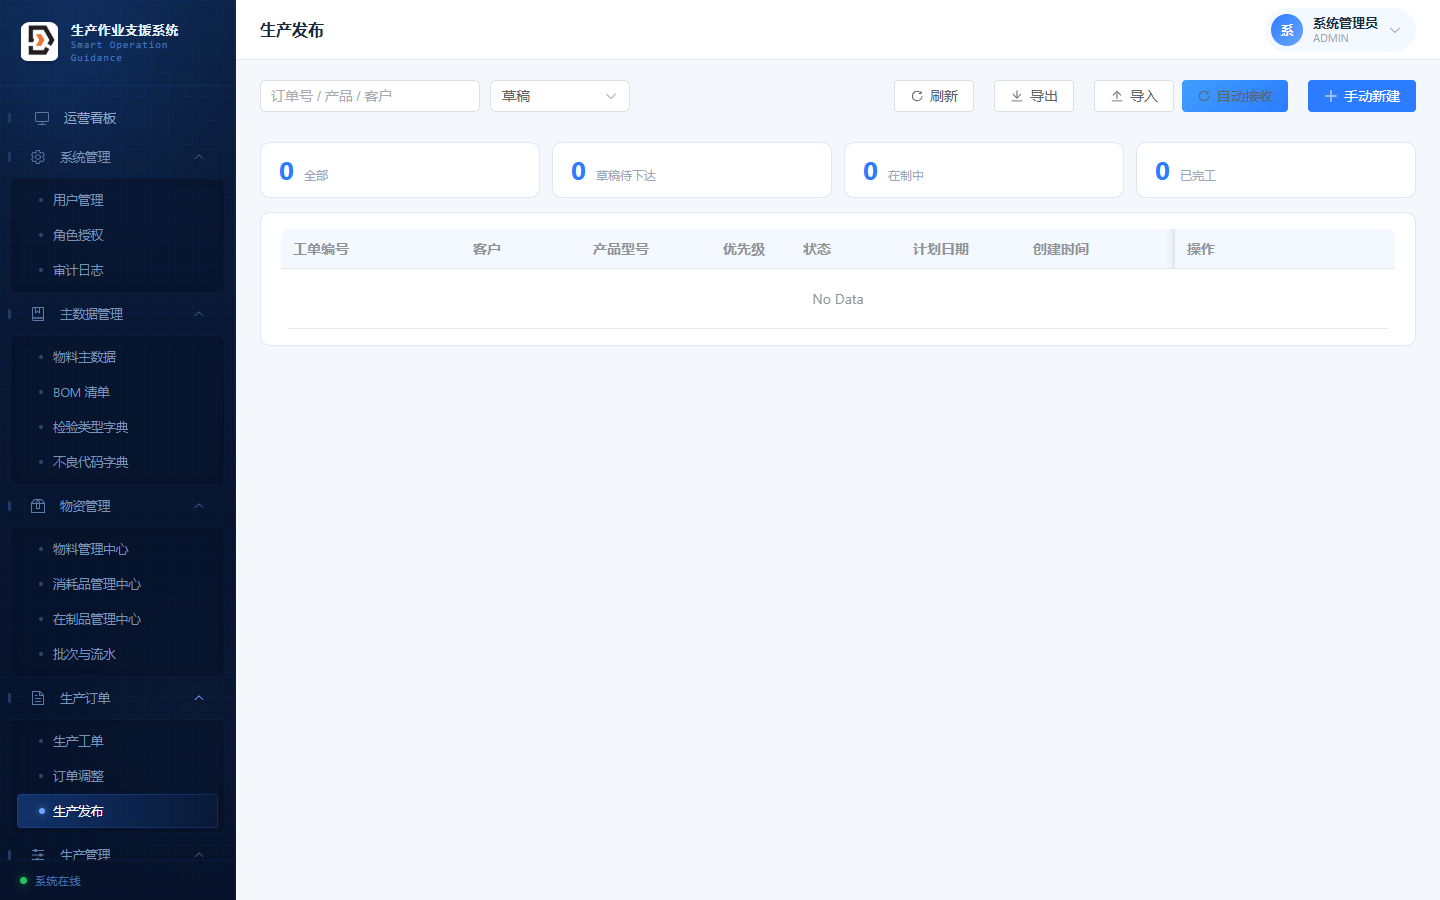 生产作业支援系统
Smart Operation
Guidance
运营看板
系统管理
用户管理
角色授权
审计日志
主数据管理
物料主数据
BOM 清单
检验类型字典
不良代码字典
物资管理
物料管理中心
消耗品管理中心
在制品管理中心
批次与流水
生产订单
生产工单
订单调整
生产发布
生产管理
系统在线
生产发布
系
系统管理员
ADMIN
订单号 / 产品 / 客户
草稿
刷新
导出
导入
自动接收
手动新建
0 全部
0 草稿待下达
0 在制中
0 已完工
工单编号 客户 产品型号 优先级 状态 计划日期 创建时间 操作
No Data